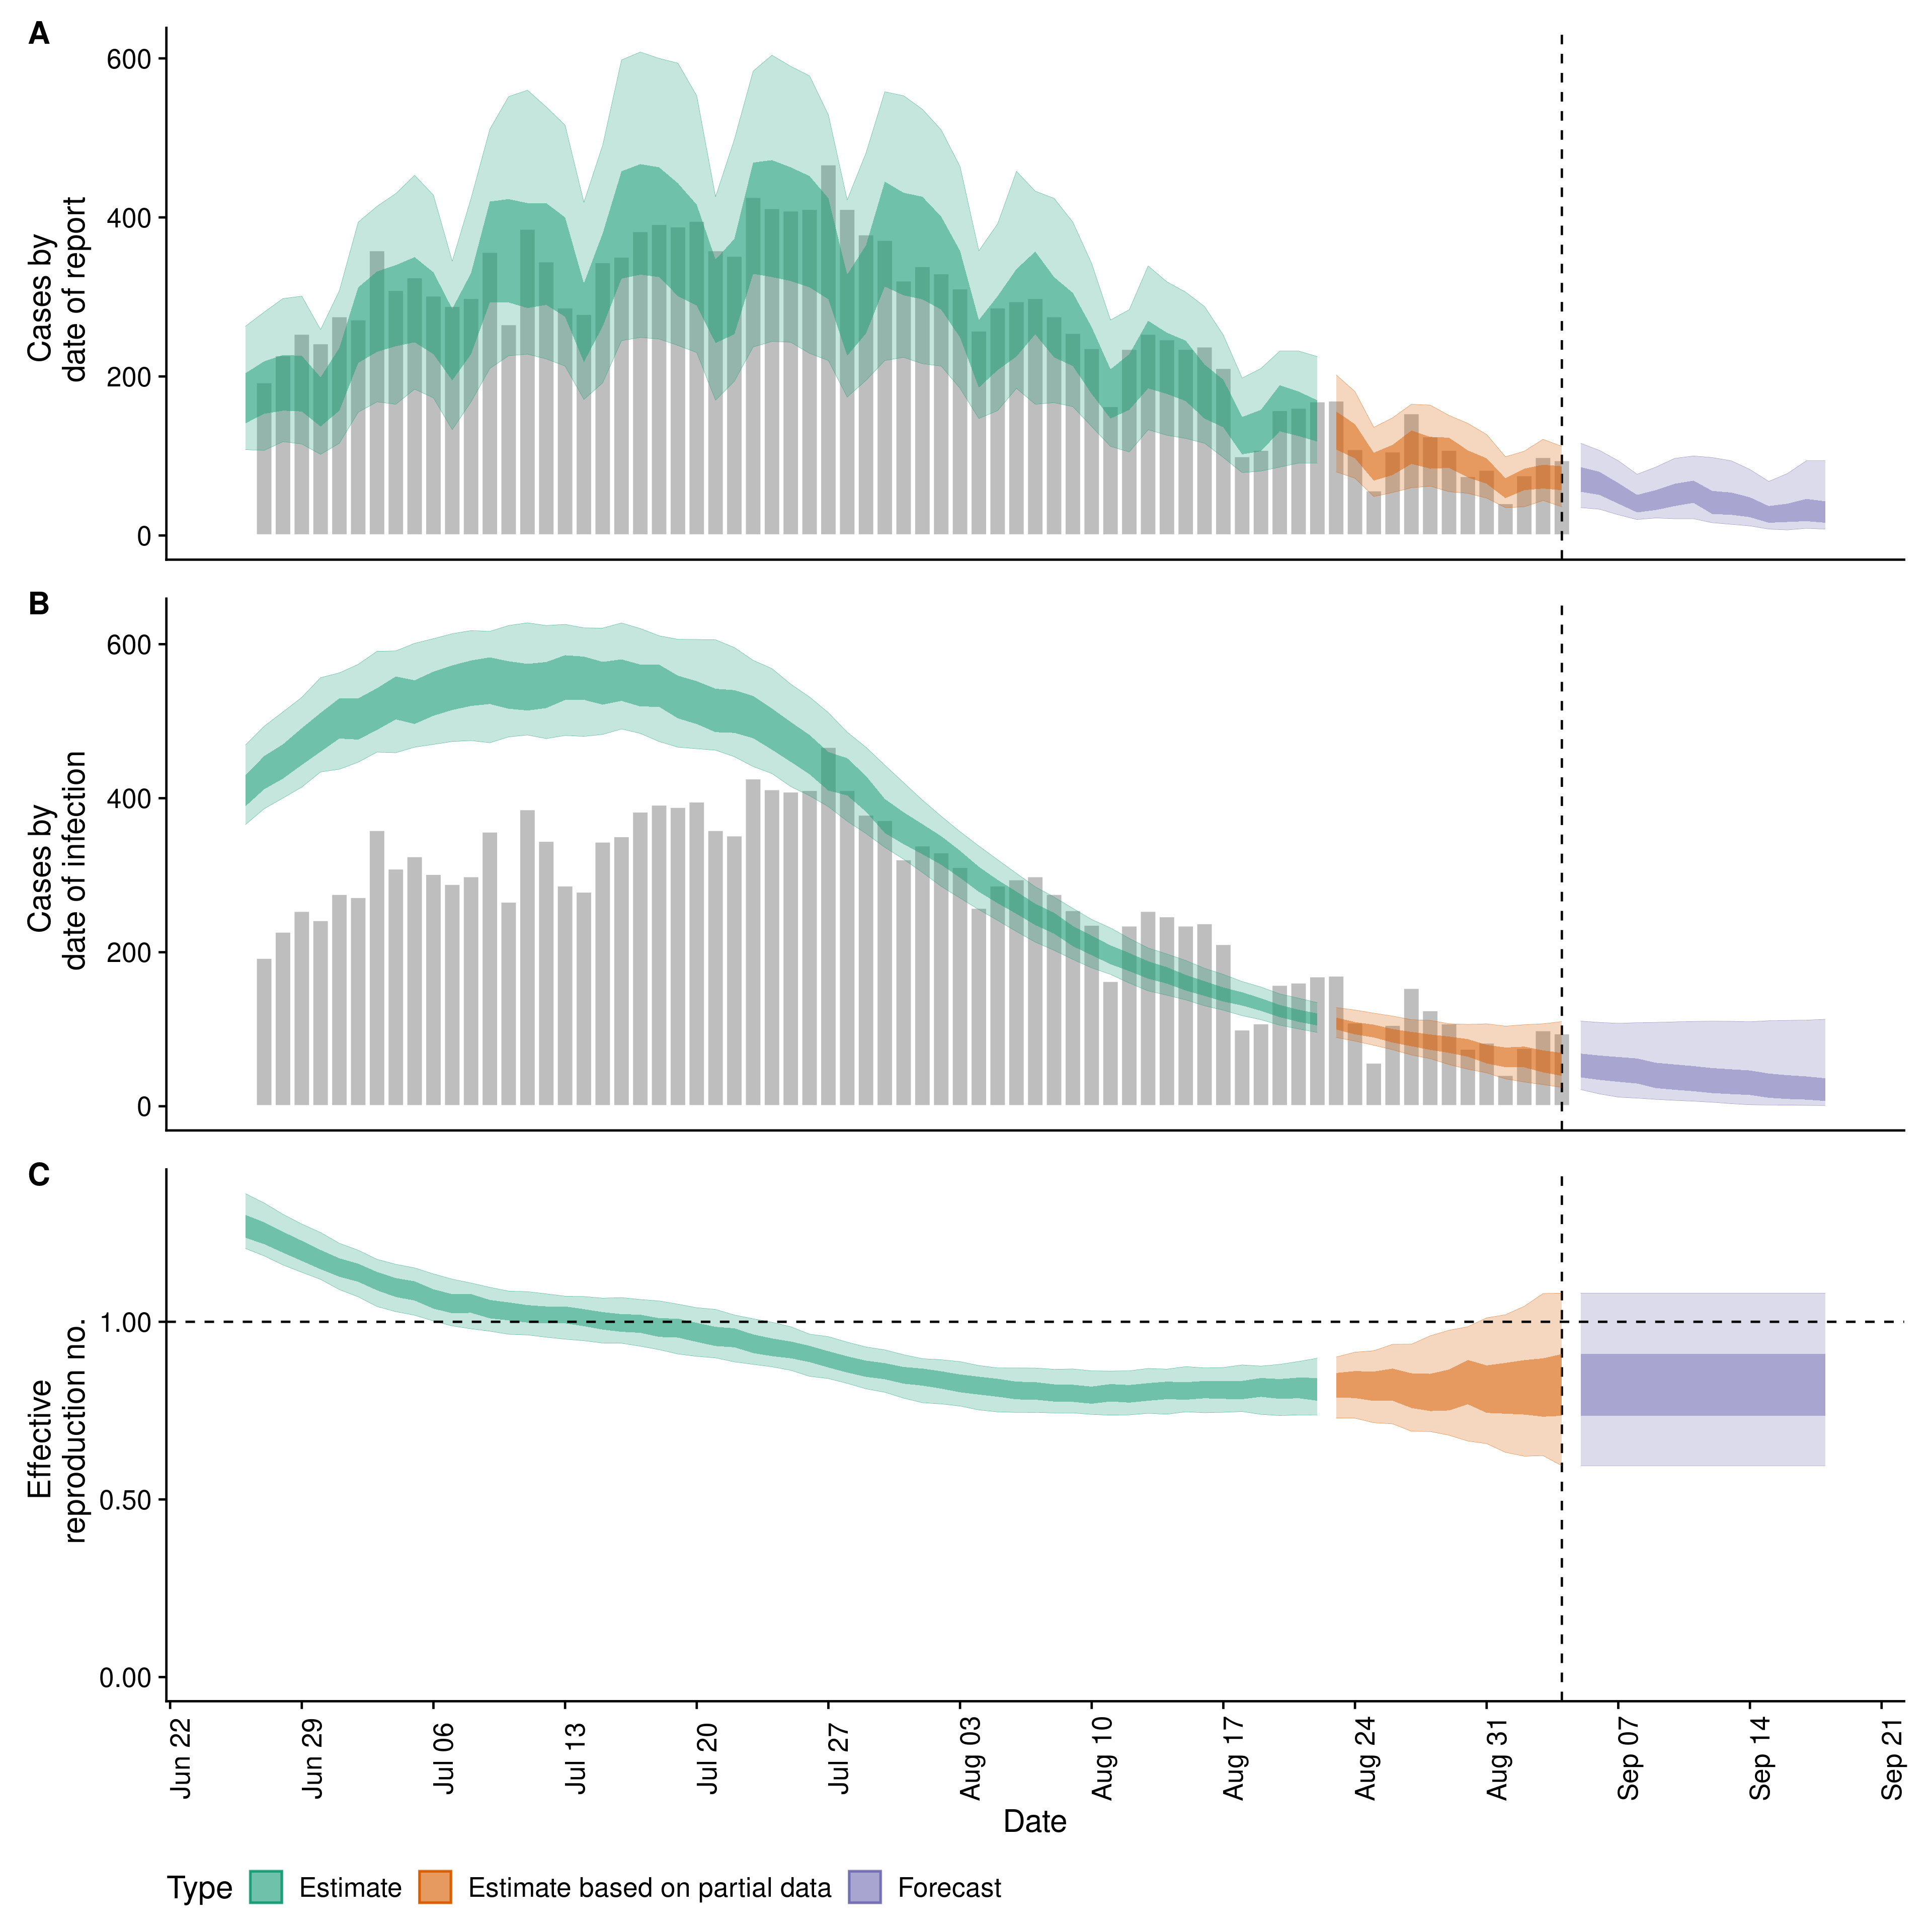 A
Cases by
date of report
600
400
200
0
B
Cases by
date of infection
600
400
200
0
C
Effective
reproduction no.
1.00
0.50
0.00
Jun 22
Jun 29
Jul 06
Jul 13
Jul 20
Jul 27
Aug 03
Aug 10
Aug 17
Aug 24
Aug 31
Sep 07
Sep 14
Sep 21
Date
Type Estimate Estimate based on partial data Forecast